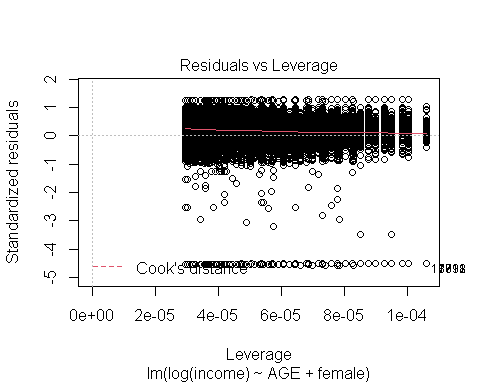 Residuals vs Leverage
Standardized residuals
2
1
0
-1
-2
-3
-4
-5
Cook's distance
0e+00 2e-05 4e-05 6e-05 8e-05 1e-04
Leverage
lm(log(income) ~ AGE + female)